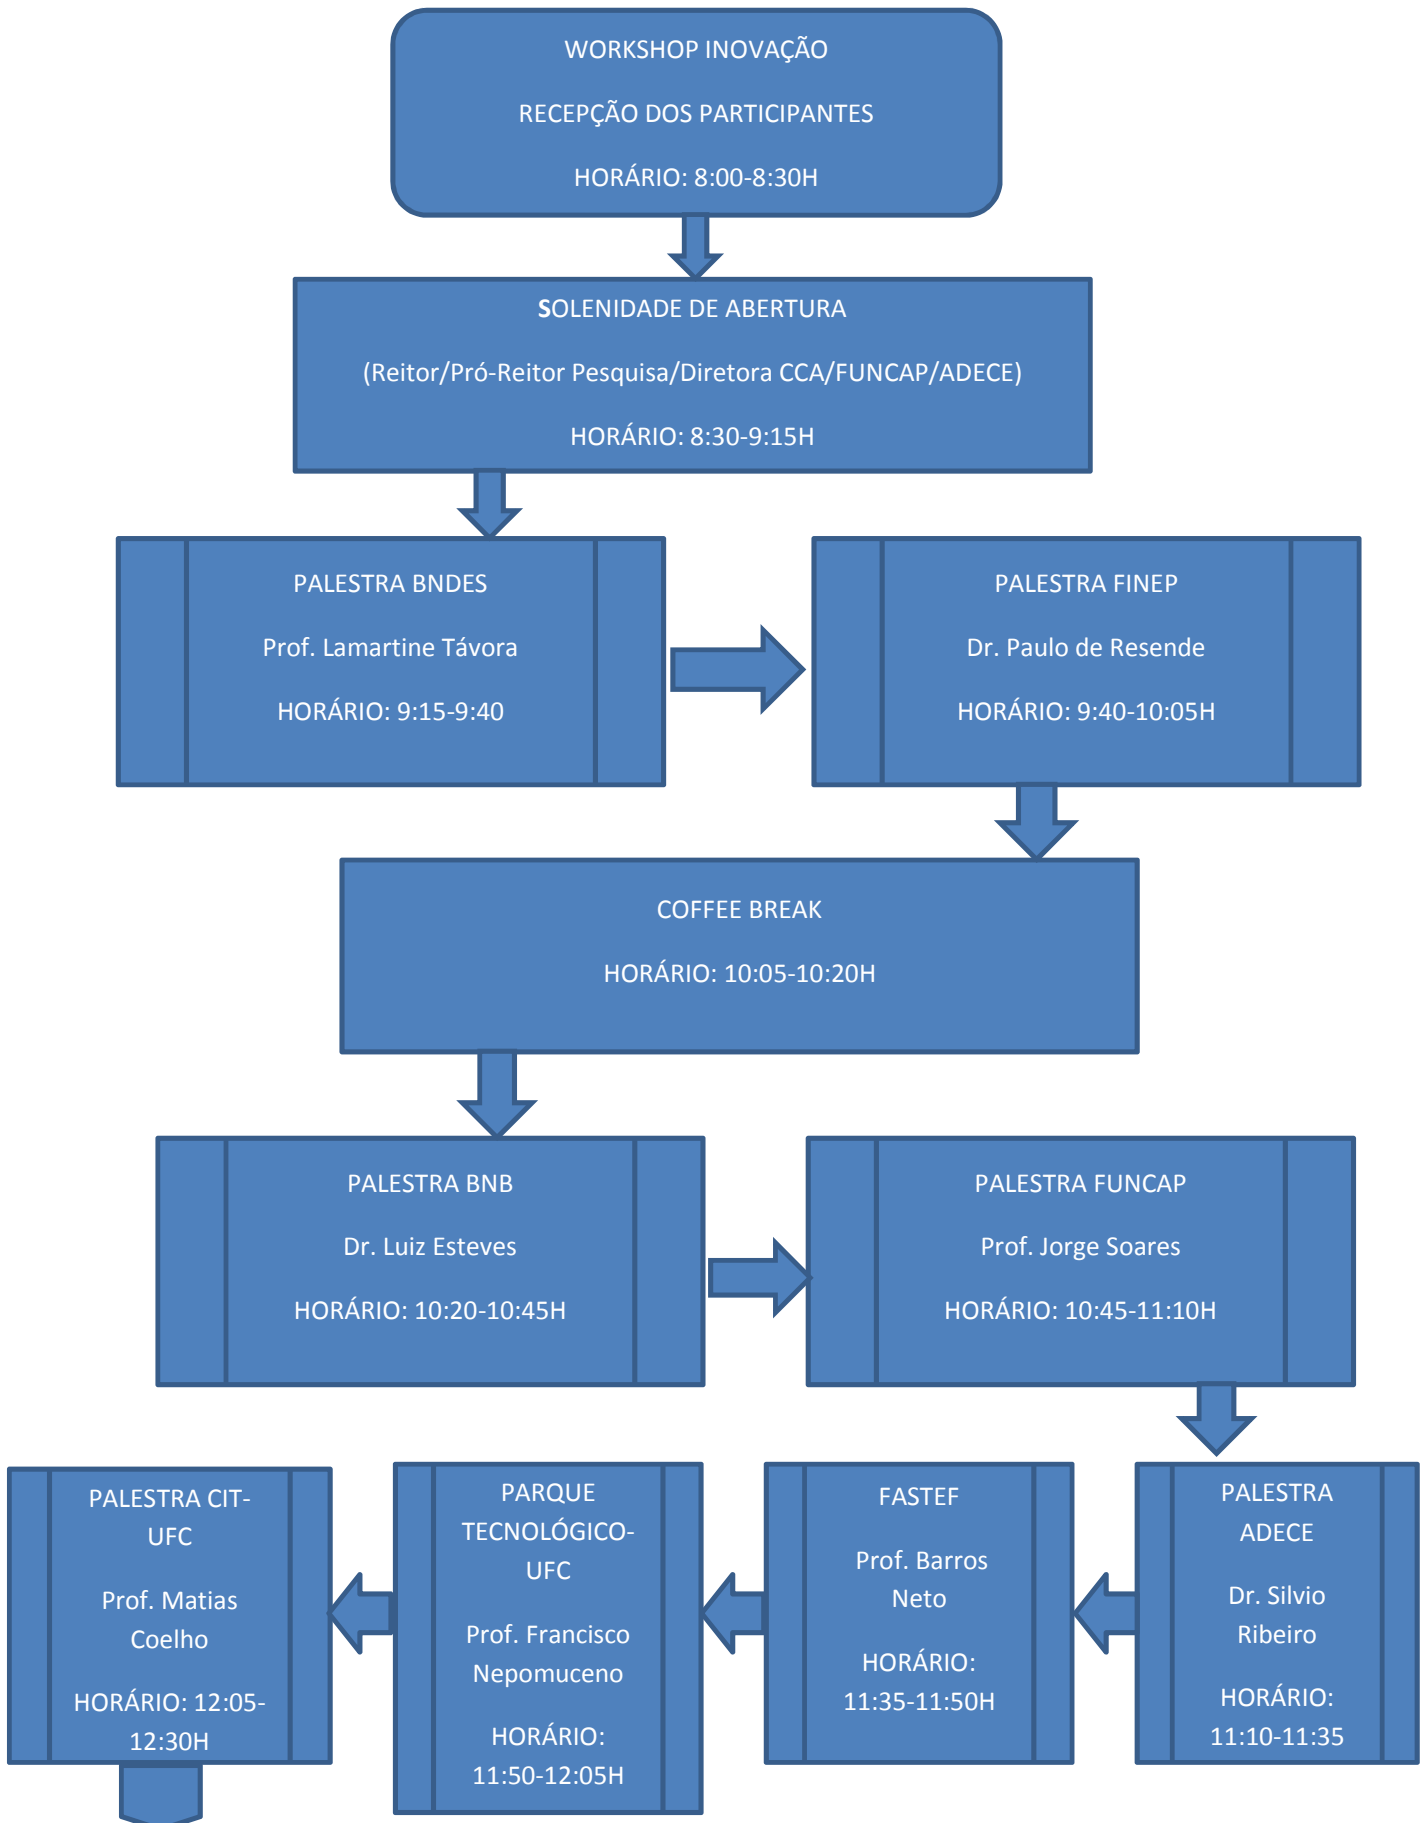 WORKSHOP INOVAÇÃO
RECEPÇÃO DOS PARTICIPANTES
HORÁRIO: 8:00-8:30H
SOLENIDADE DE ABERTURA
(Reitor/Pró-Reitor Pesquisa/Diretora CCA/FUNCAP/ADECE)
HORÁRIO: 8:30-9:15H
PALESTRA BNDES
Prof. Lamartine Távora
HORÁRIO: 9:15-9:40
PALESTRA FINEP
Dr. Paulo de Resende
HORÁRIO: 9:40-10:05H
COFFEE BREAK
HORÁRIO: 10:05-10:20H
PALESTRA BNB
Dr. Luiz Esteves
HORÁRIO: 10:20-10:45H
PALESTRA FUNCAP
Prof. Jorge Soares
HORÁRIO: 10:45-11:10H
PALESTRA
ADECE
Dr. Silvio
Ribeiro
HORÁRIO:
11:10-11:35
FASTEF
Prof. Barros
Neto
HORÁRIO:
11:35-11:50H
PARQUE
TECNOLÓGICO-
UFC
Prof. Francisco
Nepomuceno
HORÁRIO:
11:50-12:05H
PALESTRA CIT-
UFC
Prof. Matias
Coelho
HORÁRIO: 12:05-
12:30H